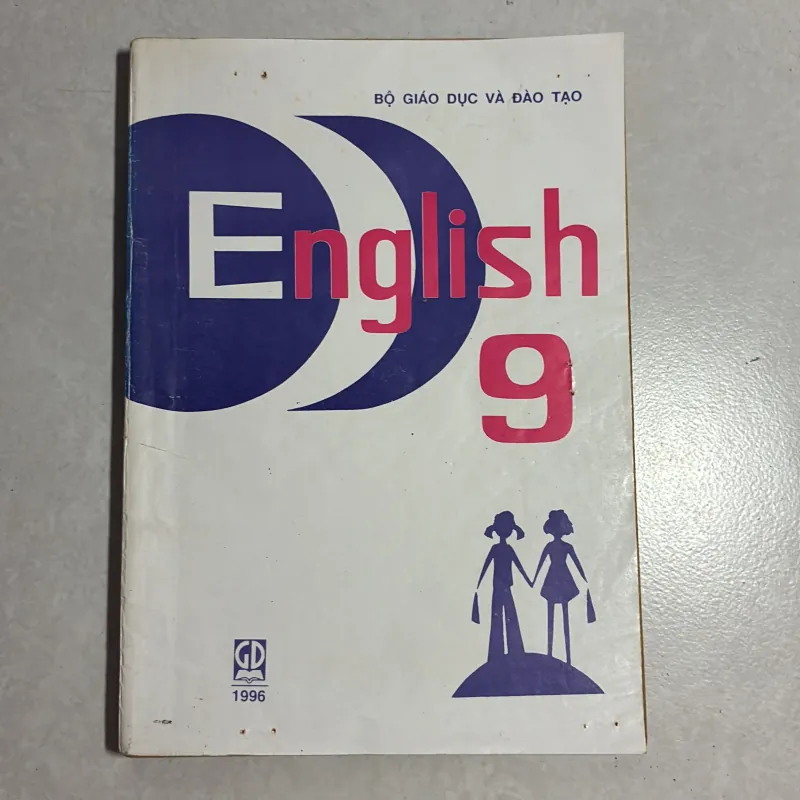 BỘ GIÁO DỤC VÀ ĐÀO TẠO
English
9
GD
1996